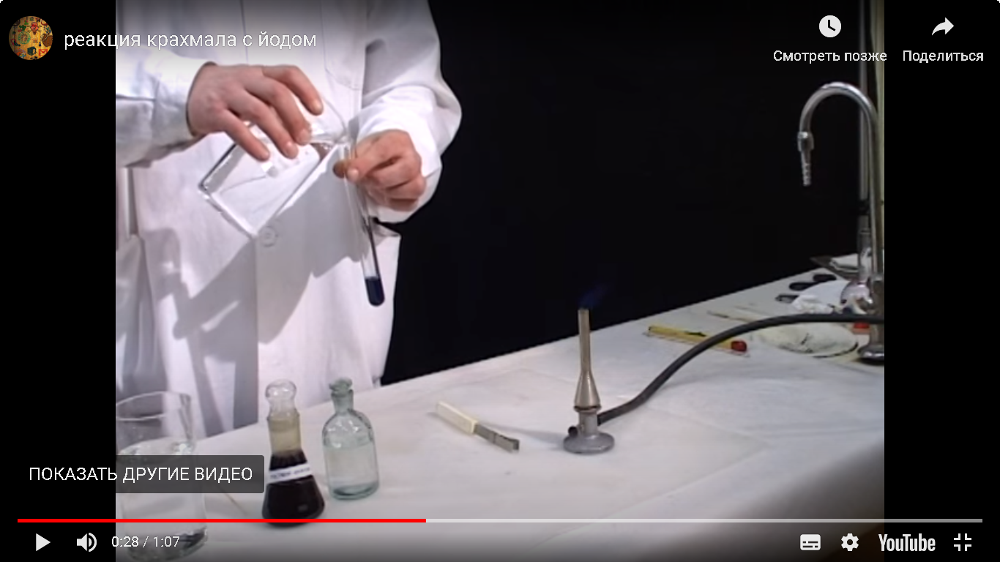 реакция крахмала с йодом
Смотреть позже
Поделиться
ПОКАЗАТЬ ДРУГИЕ ВИДЕО
0:28 / 1:07
YouTube